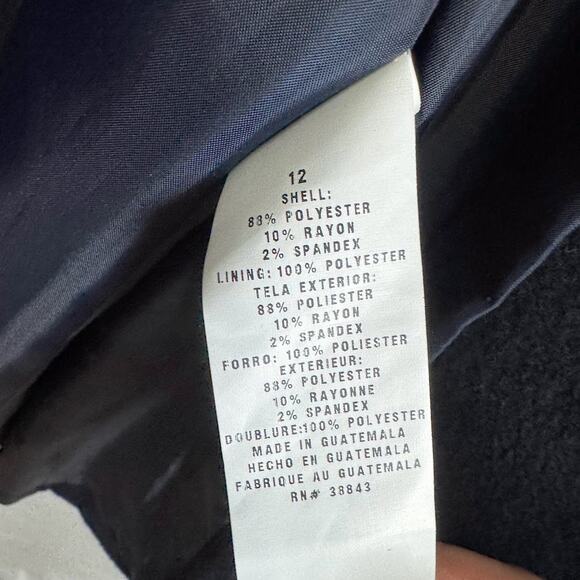 12
SHELL:
88% POLYESTER
10% RAYON
2% SPANDEX
LINING: 100% POLYESTER
TELA EXTERIOR:
88% POLIESTER
10% RAYON
2% SPANDEX
FORRO: 100% POLIESTER
EXTERIEUR:
88% POLYESTER
10% RAYONNE
2% SPANDEX
DOUBLURE:100% POLYESTER
MADE IN GUATEMALA
HECHO EN GUATEMALA
FABRIQUE AU GUATEMALA
RN# 38843